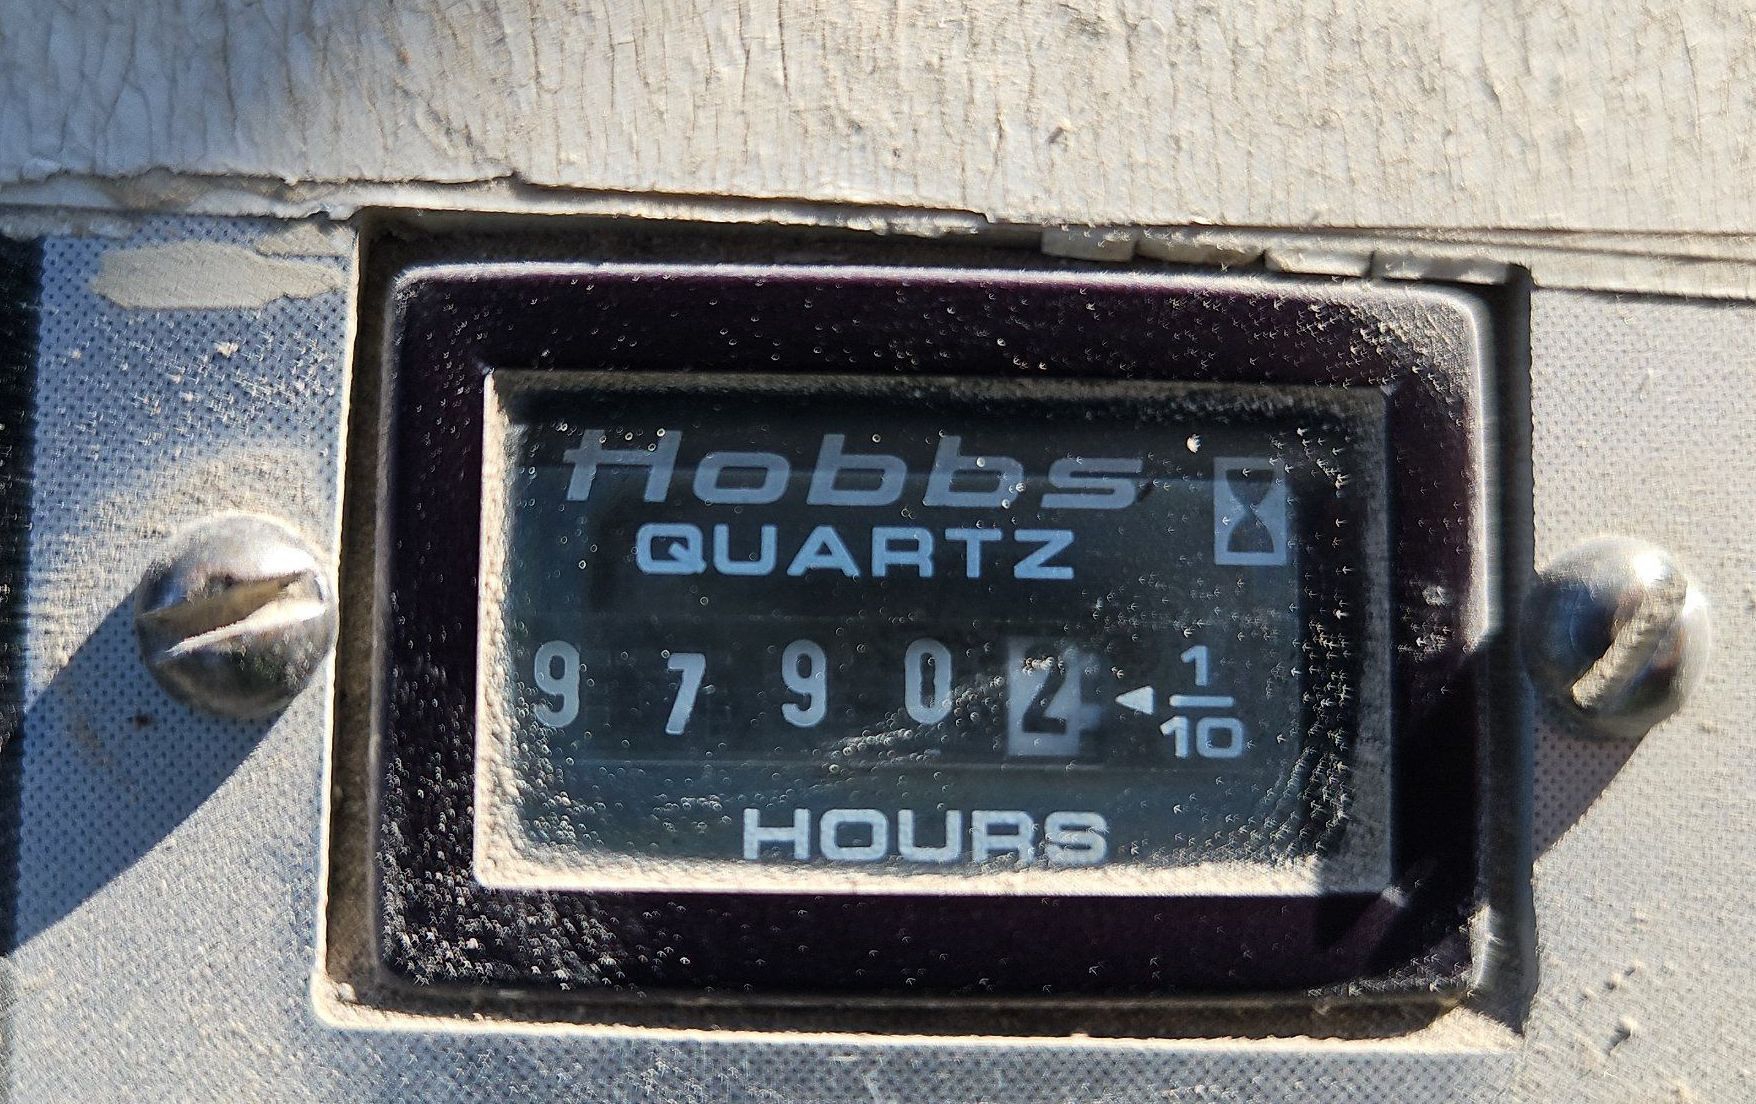 Hobbs
QUARTZ
9 7 9 0 2 ◄ 1/10
HOURS